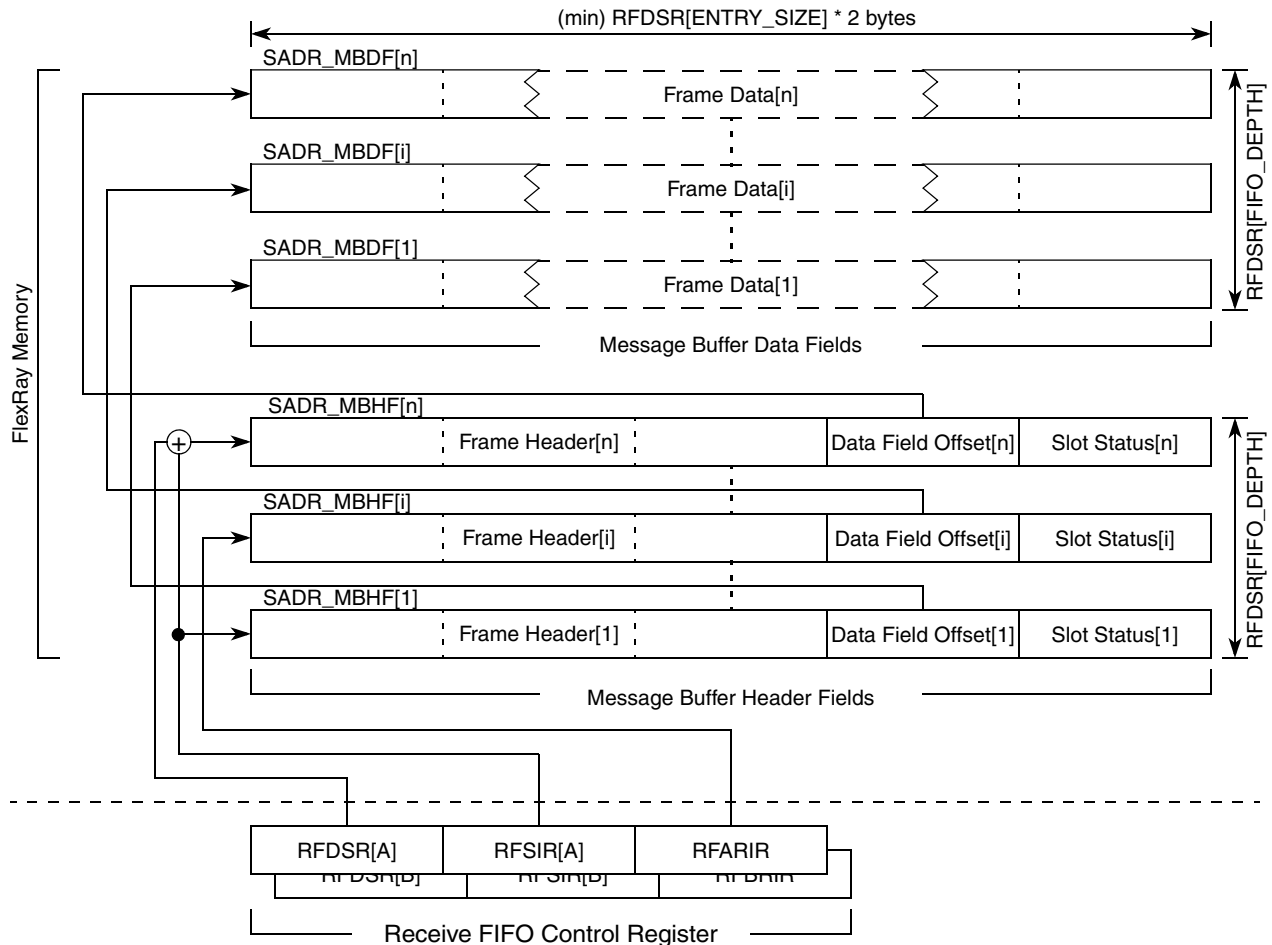 (min) RFDSR[ENTRY_SIZE] * 2 bytes
SADR_MBDF[n]
Frame Data[n]
SADR_MBDF[i]
Frame Data[i]
SADR_MBDF[1]
Frame Data[1]
RFDSR[FIFO_DEPTH]
Message Buffer Data Fields
FlexRay Memory
SADR_MBHF[n]
+
Frame Header[n] Data Field Offset[n] Slot Status[n]
SADR_MBHF[i]
Frame Header[i] Data Field Offset[i] Slot Status[i]
SADR_MBHF[1]
Frame Header[1] Data Field Offset[1] Slot Status[1]
RFDSR[FIFO_DEPTH]
Message Buffer Header Fields
RFDSR[A] RFSIR[A] RFARIR
RFDSR[B] RFSIR[B] RFBRIR
Receive FIFO Control Register